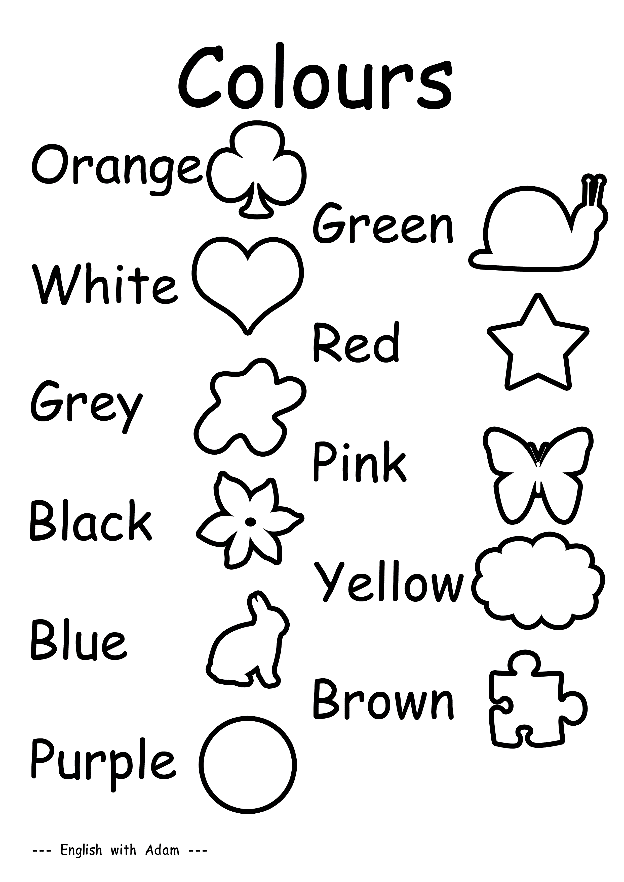 Colours
Orange
Green
White
Red
Grey
Pink
Black
Yellow
Blue
Brown
Purple
--- English with Adam ---